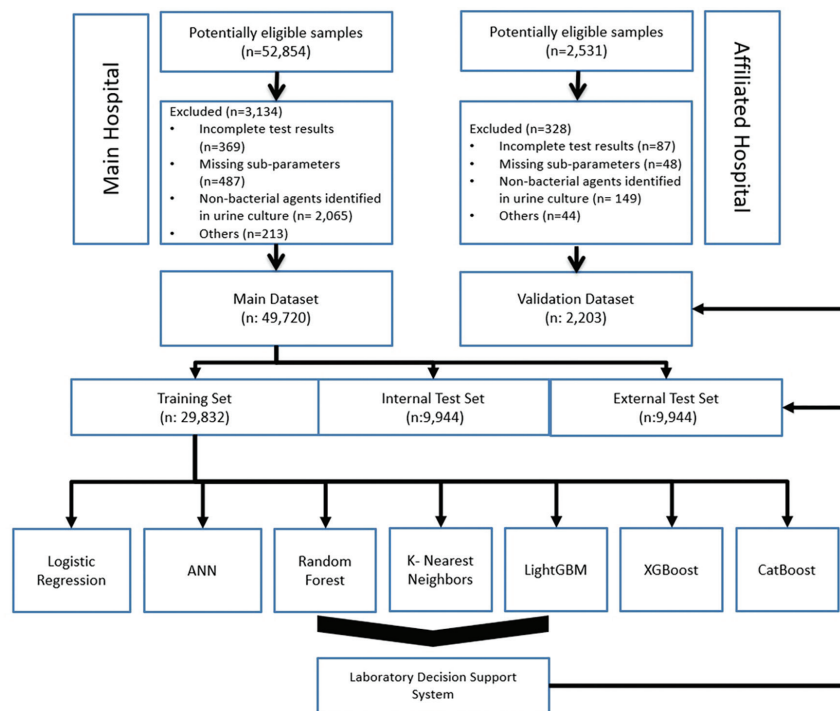 Main Hospital
Potentially eligible samples
(n=52,854)
Excluded (n=3,134)
• Incomplete test results
(n=369)
• Missing sub-parameters
(n=487)
• Non-bacterial agents identified
in urine culture (n= 2,065)
• Others (n=213)
Main Dataset
(n: 49,720)
Potentially eligible samples
(n=2,531)
Excluded (n=328)
• Incomplete test results (n=87)
• Missing sub-parameters (n=48)
• Non-bacterial agents identified
in urine culture (n= 149)
• Others (n=44)
Validation Dataset
(n: 2,203)
Affiliated Hospital
Training Set
(n: 29,832)
Internal Test Set
(n:9,944)
External Test Set
(n:9,944)
Logistic
Regression
ANN
Random
Forest
K- Nearest
Neighbors
LightGBM
XGBoost
CatBoost
Laboratory Decision Support
System